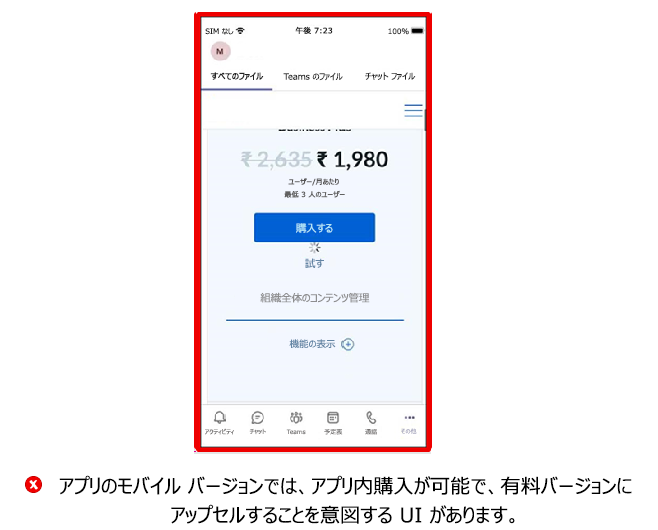 SIM なし 午後 7:23 100%
M
すべてのファイル Teams のファイル チャット ファイル
₹ 2,635 ₹ 1,980
ユーザー/月あたり
最低 3 人のユーザー
購入する
試す
組織全体のコンテンツ管理
機能の表示
アクティビティ チャット Teams 予定表 通話 その他
アプリのモバイル バージョンでは、アプリ内購入が可能で、有料バージョンに
アップセルすることを意図する UI があります。